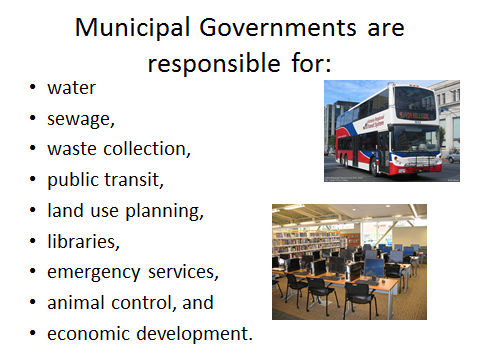 Municipal Governments are
responsible for:
• water
• sewage,
• waste collection,
• public transit,
• land use planning,
• libraries,
• emergency services,
• animal control, and
• economic development.